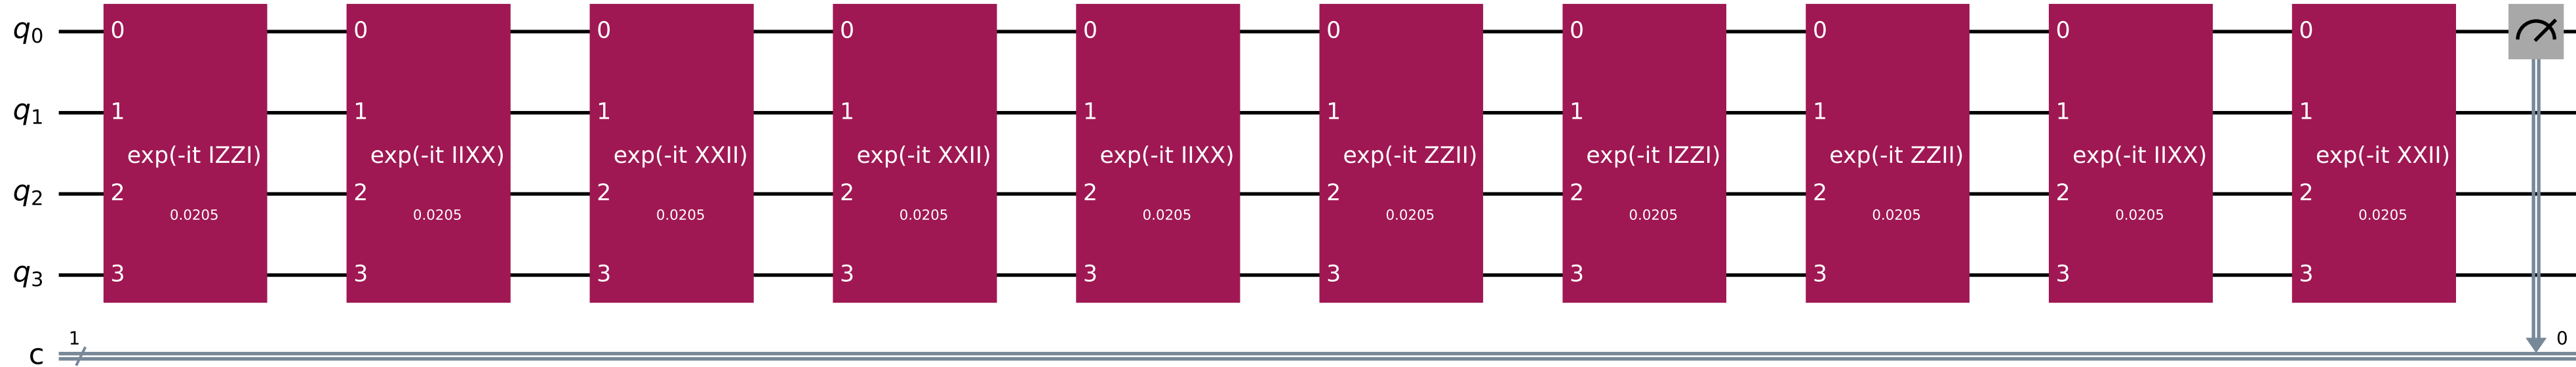 q0 0 0 0 0 0 0 0 0 0 0
q1 1 1 1 1 1 1 1 1 1 1
exp(-it IZZI) exp(-it IIXX) exp(-it XXII) exp(-it XXII) exp(-it IIXX) exp(-it ZZII) exp(-it IZZI) exp(-it ZZII) exp(-it IIXX) exp(-it XXII)
q2 2 2 2 2 2 2 2 2 2 2
0.0205 0.0205 0.0205 0.0205 0.0205 0.0205 0.0205 0.0205 0.0205 0.0205
q3 3 3 3 3 3 3 3 3 3 3
1 0
c